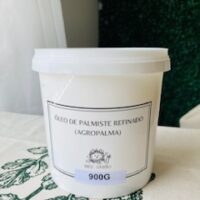 ÓLEO DE PALMISTE REFINADO
(AGROPALMA)
900G